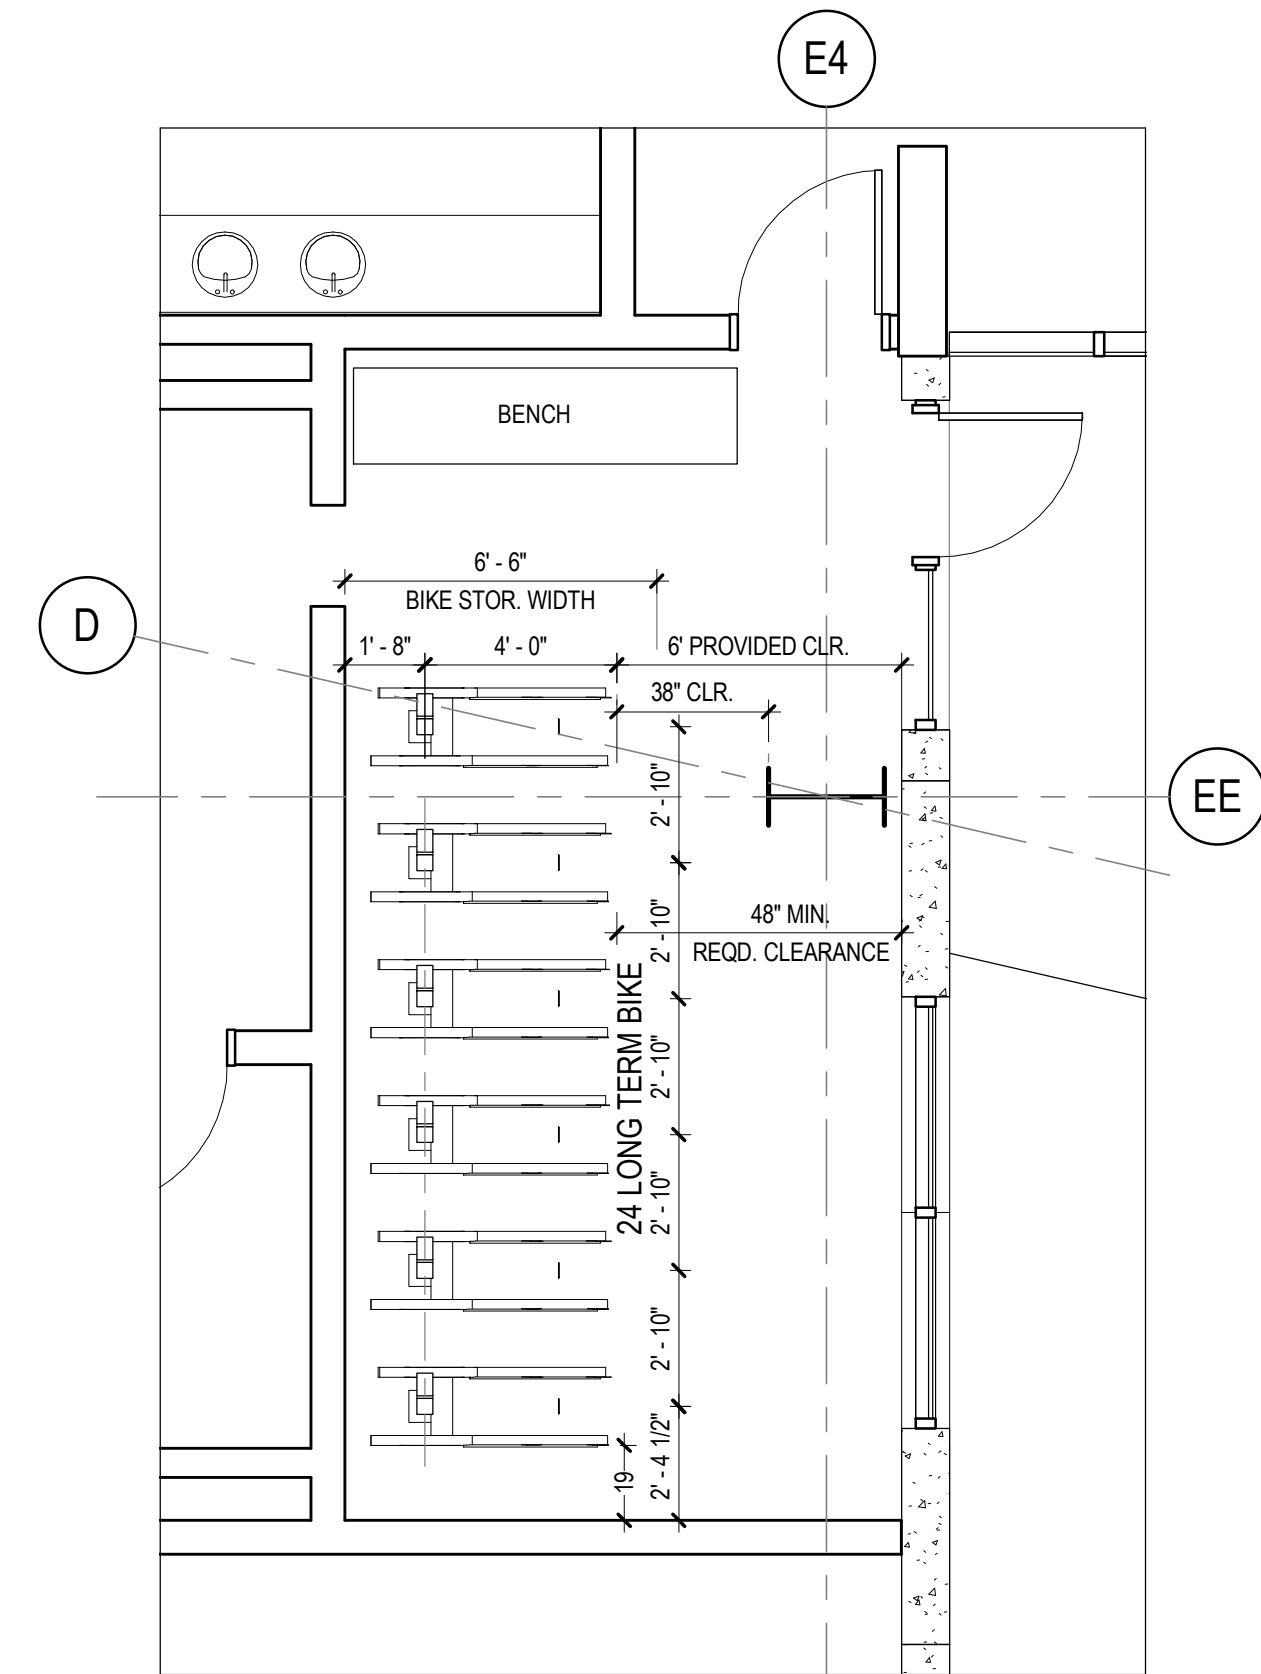 E4
BENCH
6' - 6"
BIKE STOR. WIDTH
D
1' - 8"
4' - 0"
6' PROVIDED CLR.
38" CLR.
2' - 10"
EE
48" MIN.
REQD. CLEARANCE
2' - 10"
24 LONG TERM BIKE
2' - 10"
2' - 10"
2' - 10"
2' - 4 1/2"
19